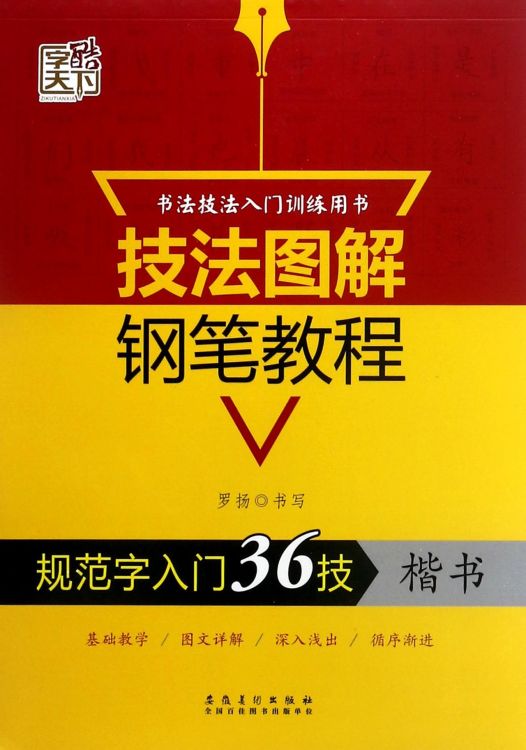 字酷
天下
ZIKUTIANXIA
书法技法入门训练用书
技法图解
钢笔教程
罗扬◎书写
规范字入门36技 楷书
基础教学 / 图文详解 / 深入浅出 / 循序渐进
安徽美术出版社
全国百佳图书出版单位